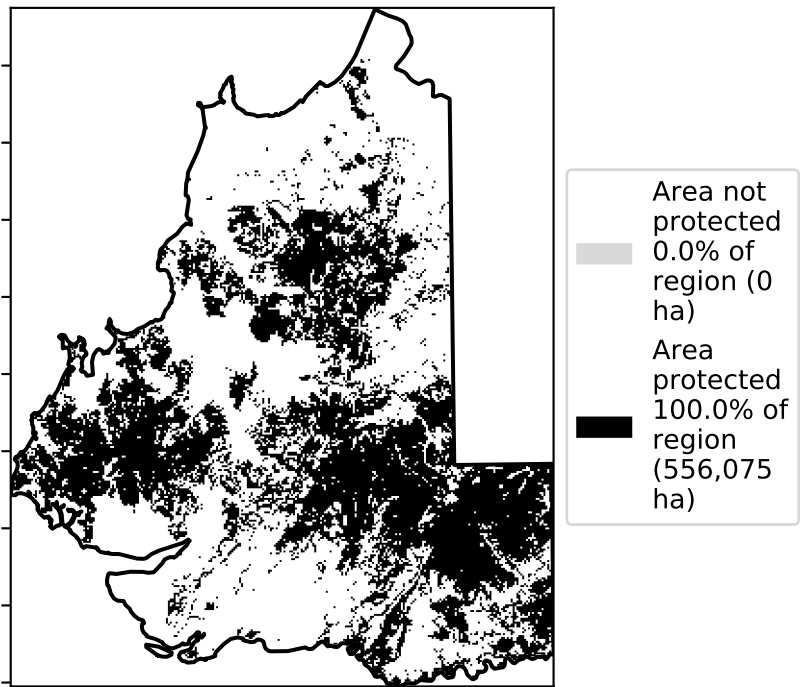 Area not
protected
0.0% of
region (0
ha)
Area
protected
100.0% of
region
(556,075
ha)